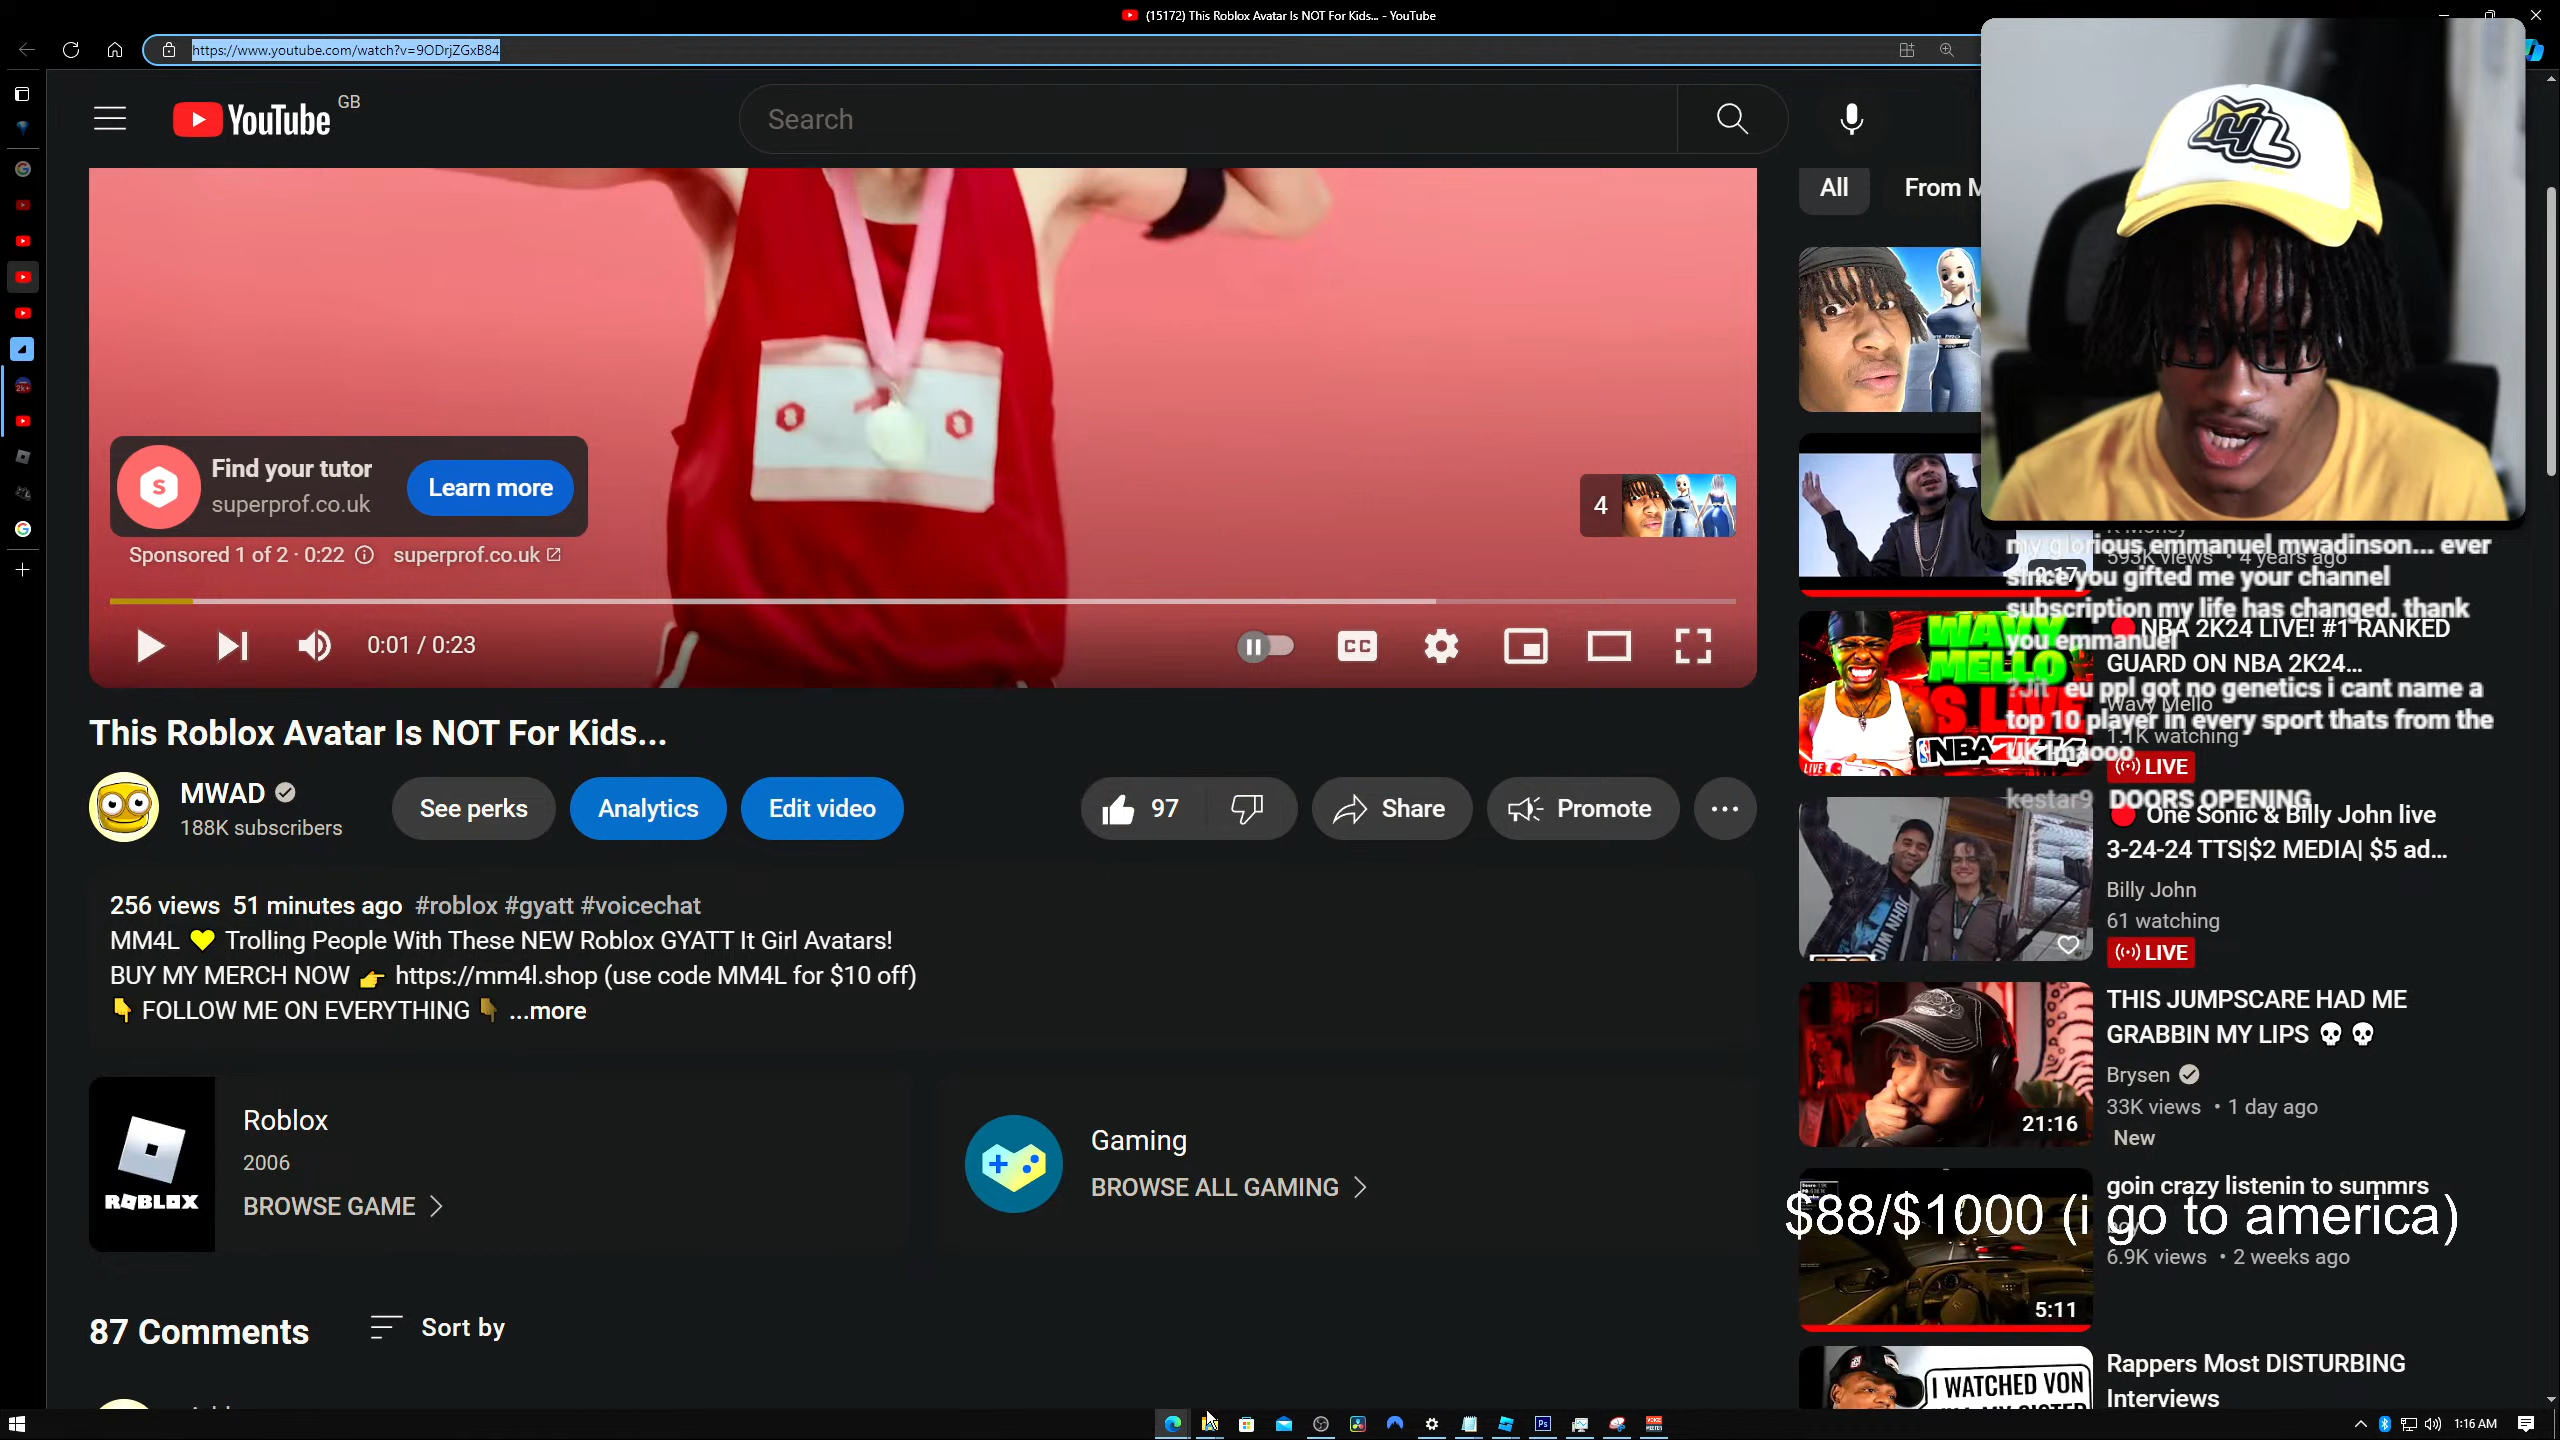 (15172) This Roblox Avatar Is NOT For Kids... - YouTube
https://www.youtube.com/watch?v=9ODrjZGxB84
YouTube GB
Search
All
From M
4L
Find your tutor
superprof.co.uk
Learn more
4
Sponsored 1 of 2 · 0:22
superprof.co.uk
0:01 / 0:23
CC
This Roblox Avatar Is NOT For Kids...
MWAD
188K subscribers
See perks
Analytics
Edit video
97
Share
Promote
256 views 51 minutes ago #roblox #gyatt #voicechat
MM4L 💛 Trolling People With These NEW Roblox GYATT It Girl Avatars!
BUY MY MERCH NOW 👉 https://mm4l.shop (use code MM4L for $10 off)
👇 FOLLOW ME ON EVERYTHING 👇 ...more
ROBLOX
Roblox
2006
BROWSE GAME
Gaming
BROWSE ALL GAMING
87 Comments
Sort by
my glorious emmanuel mwadinson... ever
since you gifted me your channel
subscription my life has changed. thank
you emmanuel
593K views • 4 years ago
?Jit eu ppl got no genetics i cant name a
top 10 player in every sport thats from the
UK lmaooo
kestar9 DOORS OPENING
WAVY
MELLO
IS LIVE
LIVE
🔴 NBA 2K24 LIVE! #1 RANKED
GUARD ON NBA 2K24...
Wavy Mello
1.1K watching
LIVE
🔴 One Sonic & Billy John live
3-24-24 TTS|$2 MEDIA| $5 ad...
Billy John
61 watching
LIVE
THIS JUMPSCARE HAD ME
GRABBIN MY LIPS 💀 💀
Brysen
33K views • 1 day ago
New
21:16
goin crazy listenin to summrs
6.9K views • 2 weeks ago
5:11
$88/$1000 (i go to america)
Rappers Most DISTURBING
Interviews
I WATCHED VON
Ps
1:16 AM